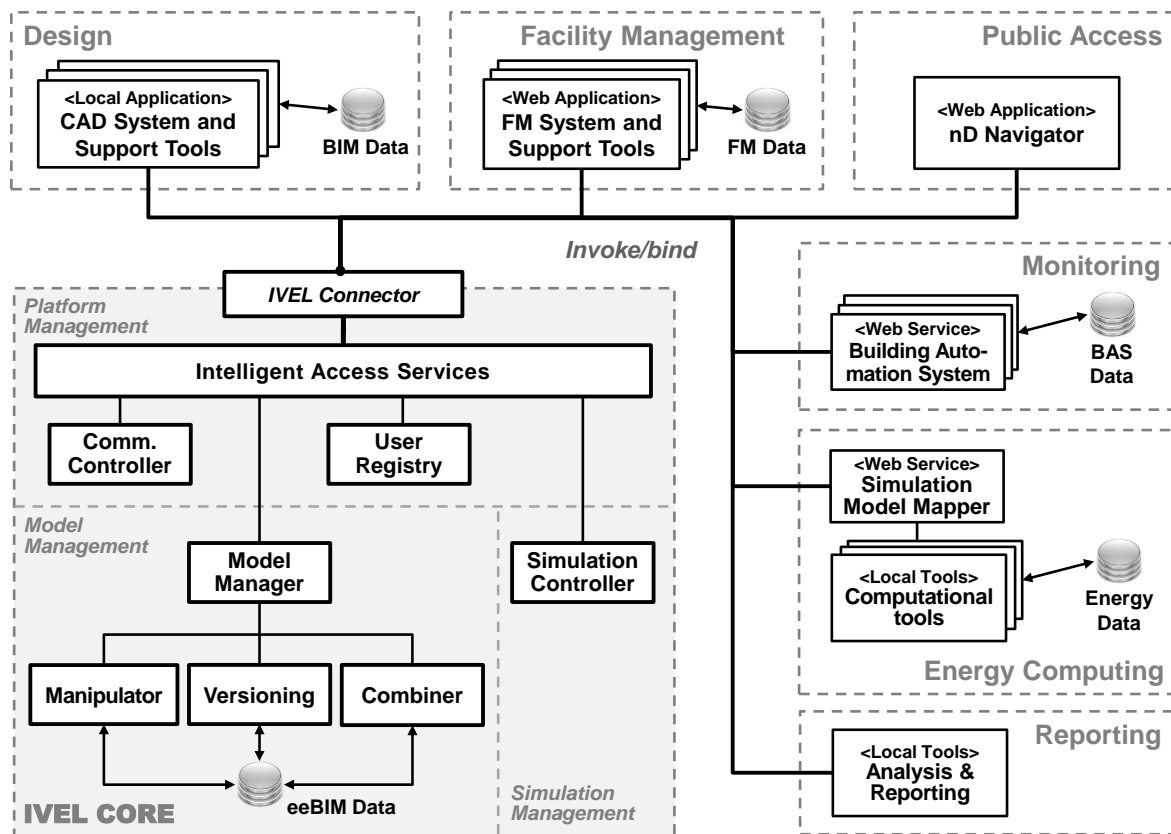 Design
<Local Application>
CAD System and
Support Tools
BIM Data
Facility Management
<Web Application>
FM System and
Support Tools
FM Data
Public Access
<Web Application>
nD Navigator
Invoke/bind
IVEL Connector
Platform
Management
Intelligent Access Services
Comm.
Controller
User
Registry
Model
Management
Model
Manager
Simulation
Controller
Manipulator
Versioning
Combiner
eeBIM Data
IVEL CORE
Simulation
Management
Monitoring
<Web Service>
Building Auto-
mation System
BAS
Data
<Web Service>
Simulation
Model Mapper
<Local Tools>
Computational
tools
Energy
Data
Energy Computing
Reporting
<Local Tools>
Analysis &
Reporting